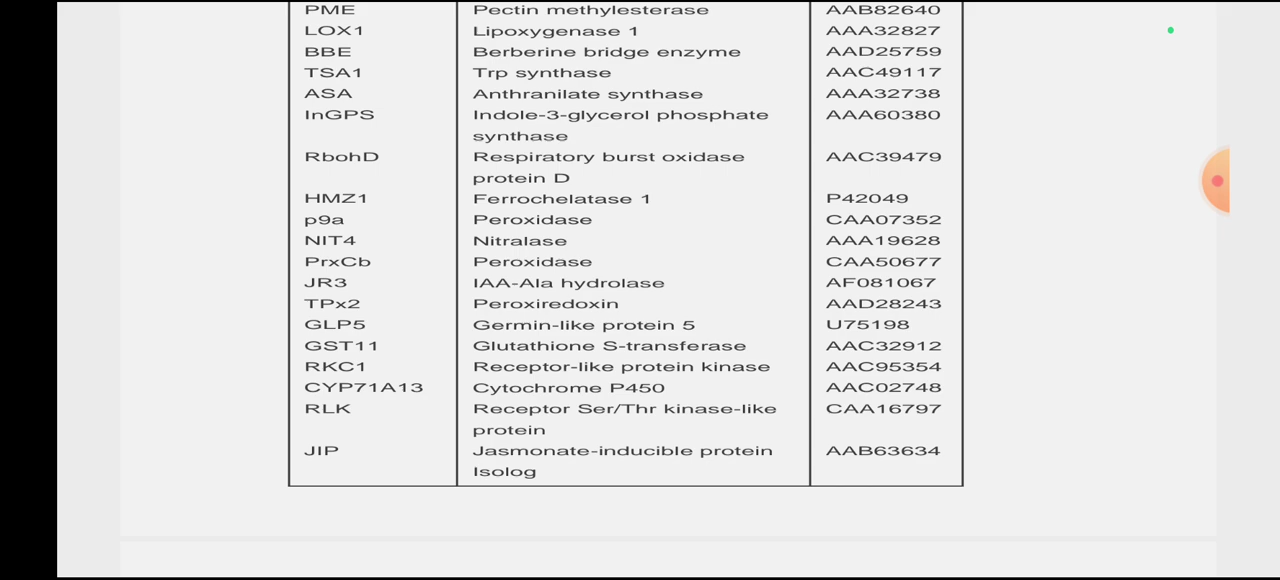 PME Pectin methylesterase AAB82640
LOX1 Lipoxygenase 1 AAA32827
BBE Berberine bridge enzyme AAD25759
TSA1 Trp synthase AAC49117
ASA Anthranilate synthase AAA32738
InGPS Indole-3-glycerol phosphate AAA60380
synthase
RbohD Respiratory burst oxidase AAC39479
protein D
HMZ1 Ferrochelatase 1 P42049
p9a Peroxidase CAA07352
NIT4 Nitralase AAA19628
PrxCb Peroxidase CAA50677
JR3 IAA-Ala hydrolase AF081067
TPx2 Peroxiredoxin AAD28243
GLP5 Germin-like protein 5 U75198
GST11 Glutathione S-transferase AAC32912
RKC1 Receptor-like protein kinase AAC95354
CYP71A13 Cytochrome P450 AAC02748
RLK Receptor Ser/Thr kinase-like CAA16797
protein
JIP Jasmonate-inducible protein AAB63634
Isolog